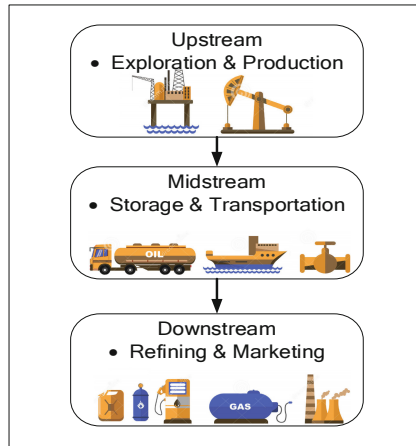 Upstream
• Exploration & Production
Midstream
• Storage & Transportation
OIL
Downstream
• Refining & Marketing
GAS